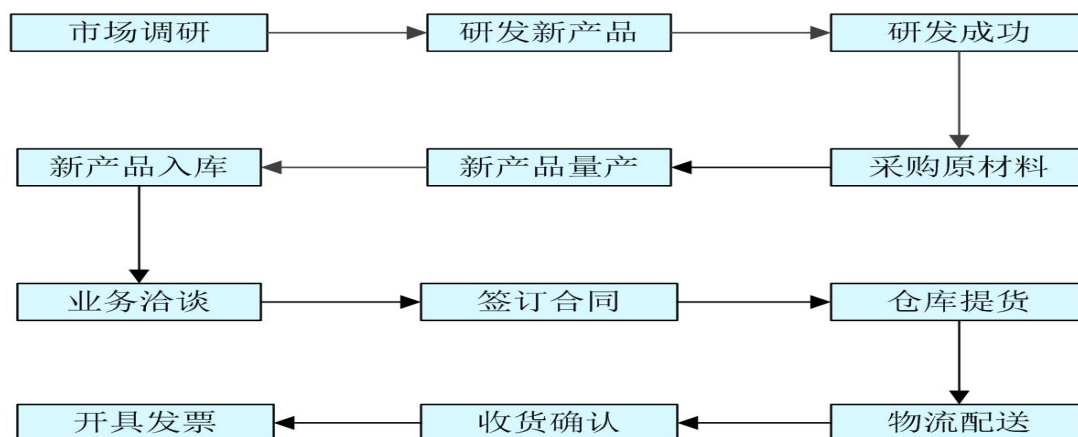 市场调研
研发新产品
研发成功
采购原材料
新产品量产
新产品入库
业务洽谈
签订合同
仓库提货
物流配送
收货确认
开具发票